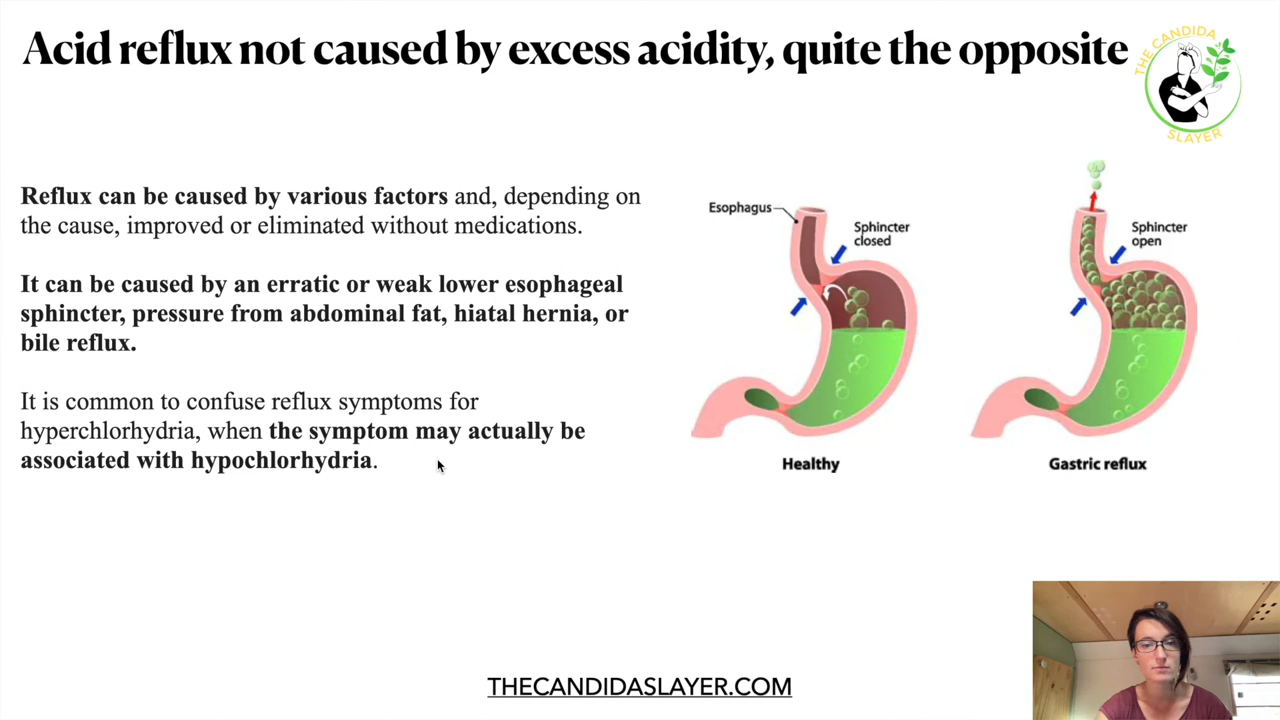 Acid reflux not caused by excess acidity, quite the opposite
THE CANDIDA
SLAYER
Reflux can be caused by various factors and, depending on
the cause, improved or eliminated without medications.
It can be caused by an erratic or weak lower esophageal
sphincter, pressure from abdominal fat, hiatal hernia, or
bile reflux.
It is common to confuse reflux symptoms for
hyperchlorhydria, when the symptom may actually be
associated with hypochlorhydria.
Esophagus
Sphincter
closed
Healthy
Sphincter
open
Gastric reflux
THECANDIDASLAYER.COM